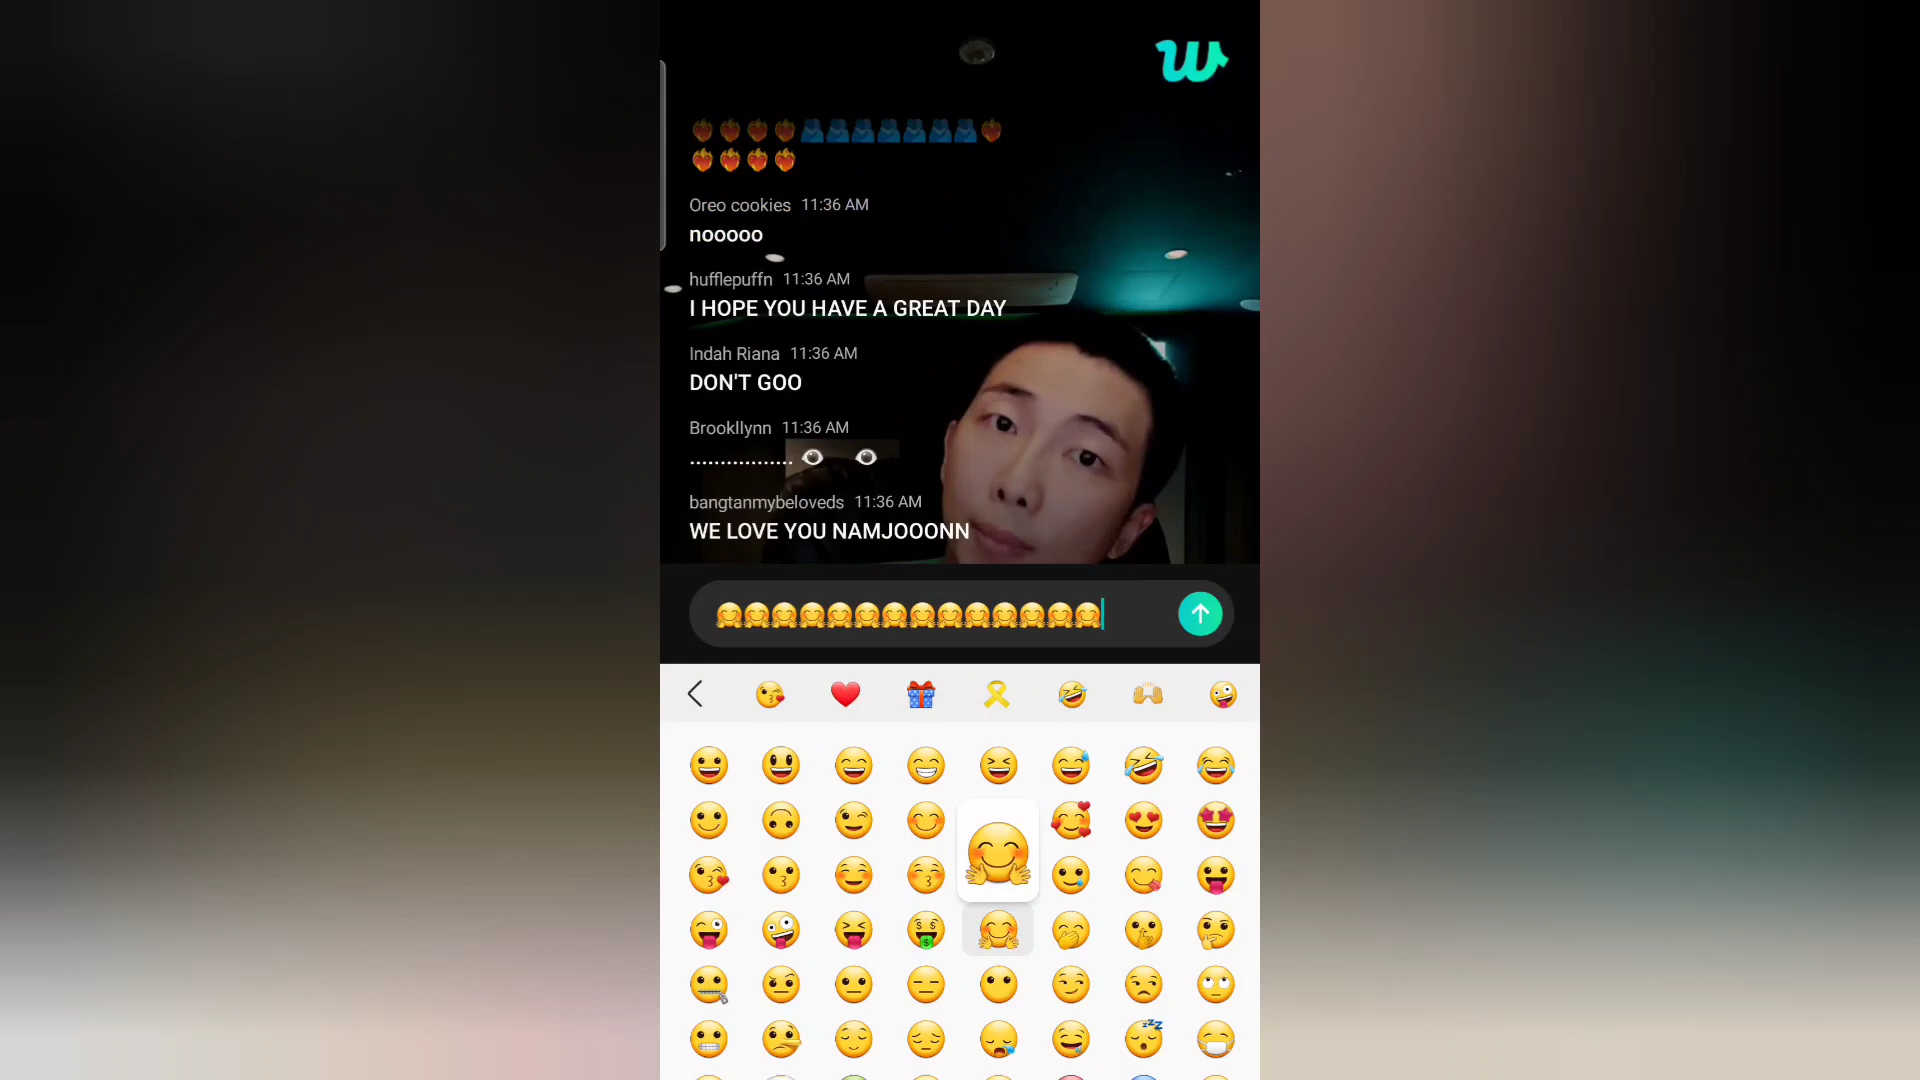 ❤️‍🔥❤️‍🔥❤️‍🔥❤️‍🔥🫂🫂🫂🫂🫂🫂🫂❤️‍🔥
❤️‍🔥❤️‍🔥❤️‍🔥❤️‍🔥
Oreo cookies 11:36 AM
nooooo
hufflepuffn 11:36 AM
I HOPE YOU HAVE A GREAT DAY
Indah Riana 11:36 AM
DON'T GOO
Brookllynn 11:36 AM
................. 👁️ 👁️
bangtanmybeloveds 11:36 AM
WE LOVE YOU NAMJOOONN
🤗🤗🤗🤗🤗🤗🤗🤗🤗🤗🤗🤗🤗🤗